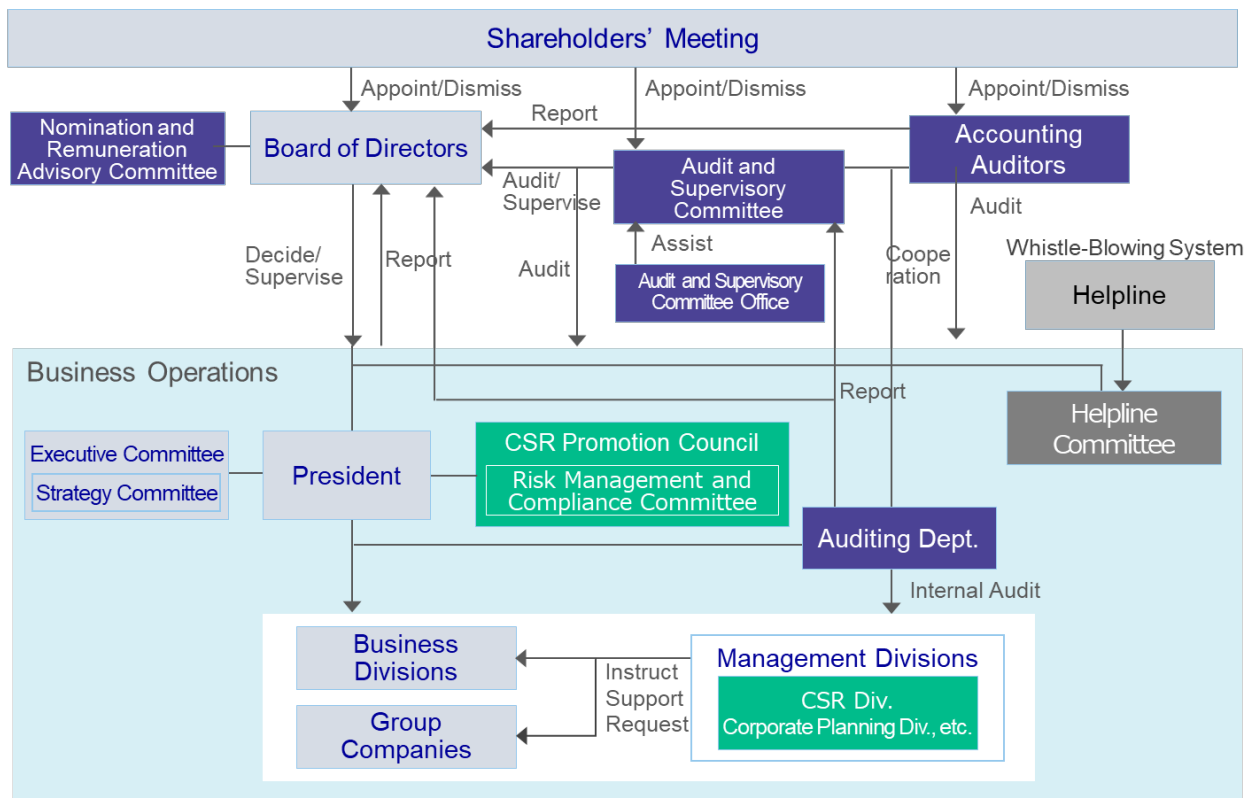 Shareholders’ Meeting
Appoint/Dismiss
Appoint/Dismiss
Appoint/Dismiss
Nomination and
Remuneration
Advisory Committee
Board of Directors
Report
Accounting
Auditors
Audit/
Supervise
Audit and
Supervisory
Committee
Audit
Decide/
Supervise
Report
Audit
Assist
Audit and Supervisory
Committee Office
Coope
ration
Whistle-Blowing System
Helpline
Business Operations
Report
Helpline
Committee
Executive Committee
Strategy Committee
President
CSR Promotion Council
Risk Management and
Compliance Committee
Auditing Dept.
Internal Audit
Business
Divisions
Group
Companies
Instruct
Support
Request
Management Divisions
CSR Div.
Corporate Planning Div., etc.